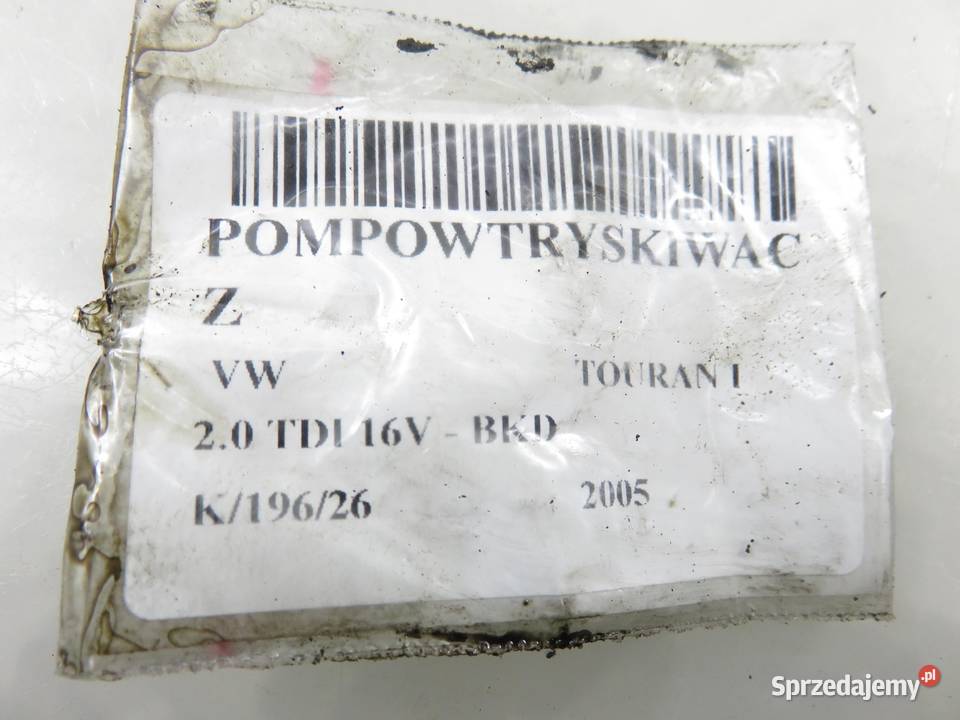 POMPOWTRYSKIWAC
Z
VW TOURAN I
2.0 TDI 16V - BKD
K/196/26 2005
Sprzedajemy.pl